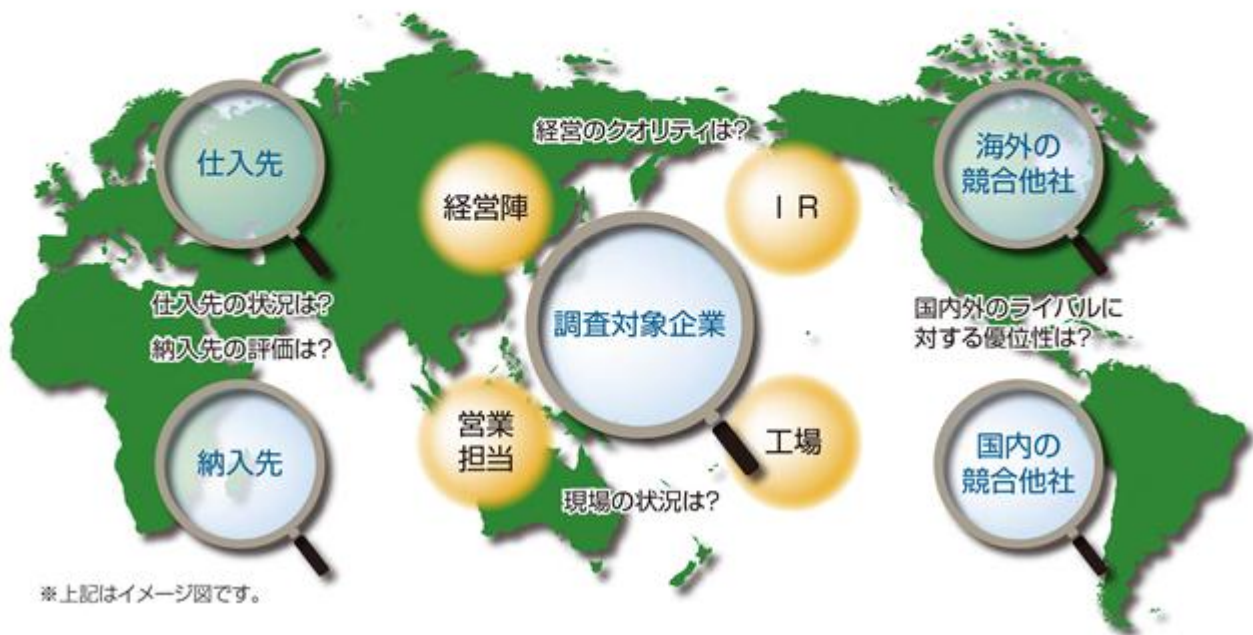 経営のクオリティは?
仕入先
経営陣
ＩＲ
海外の
競合他社
仕入先の状況は?
納入先の評価は?
調査対象企業
国内外のライバルに
対する優位性は?
納入先
営業
担当
工場
国内の
競合他社
現場の状況は?
※上記はイメージ図です。